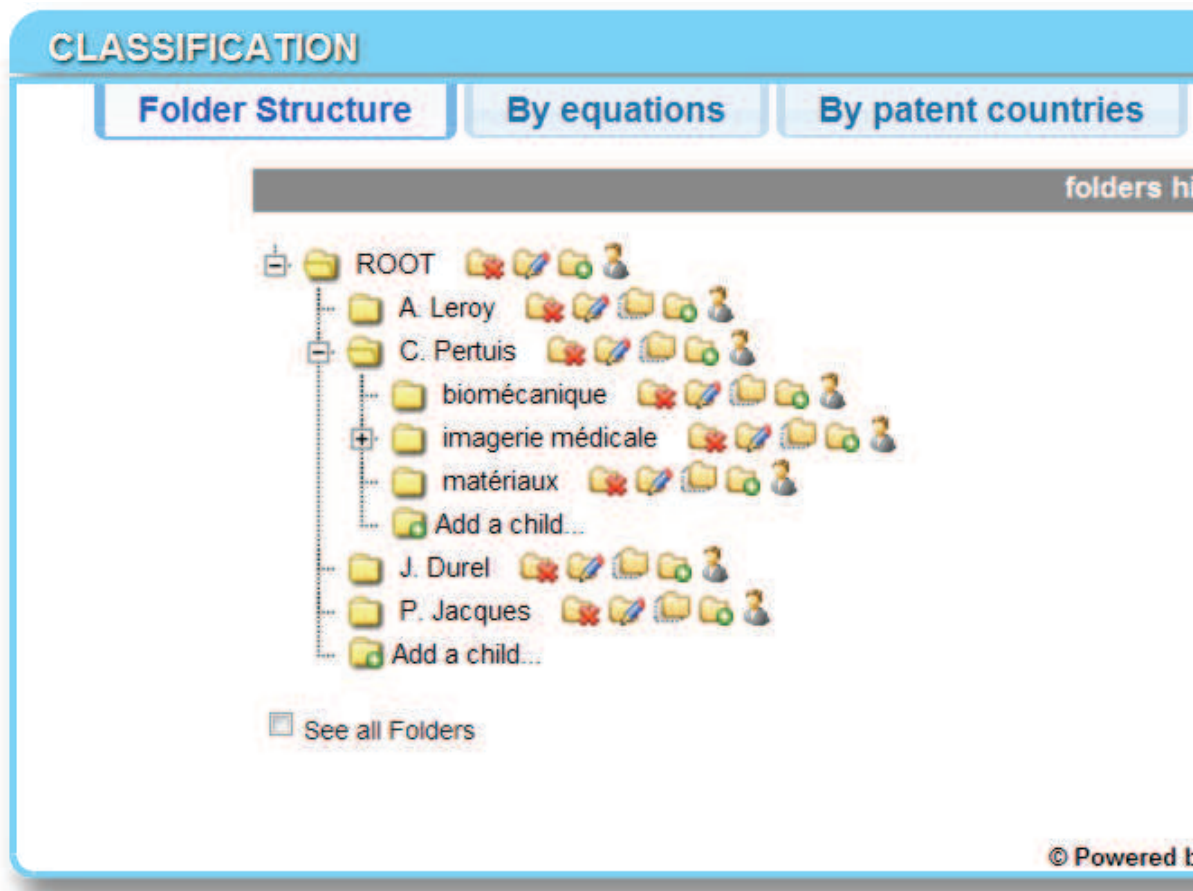 CLASSIFICATION
Folder Structure By equations By patent countries
folders
ROOT
A. Leroy
C. Pertuis
biomécanique
imagerie médicale
matériaux
Add a child...
J. Durel
P. Jacques
Add a child...
See all Folders
© Powered